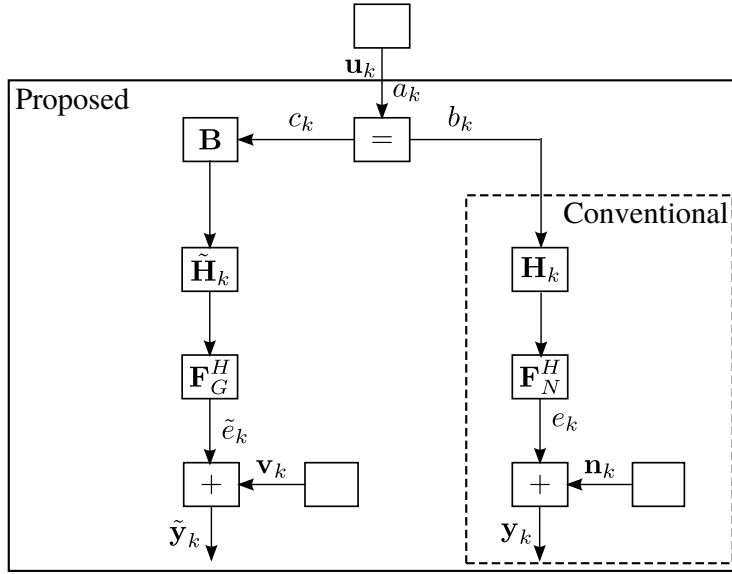 u_k
Proposed
a_k
c_k
b_k
B
=
Conventional
H̃_k
H_k
F_G^H
F_N^H
ẽ_k
e_k
v_k
n_k
+
+
ỹ_k
y_k